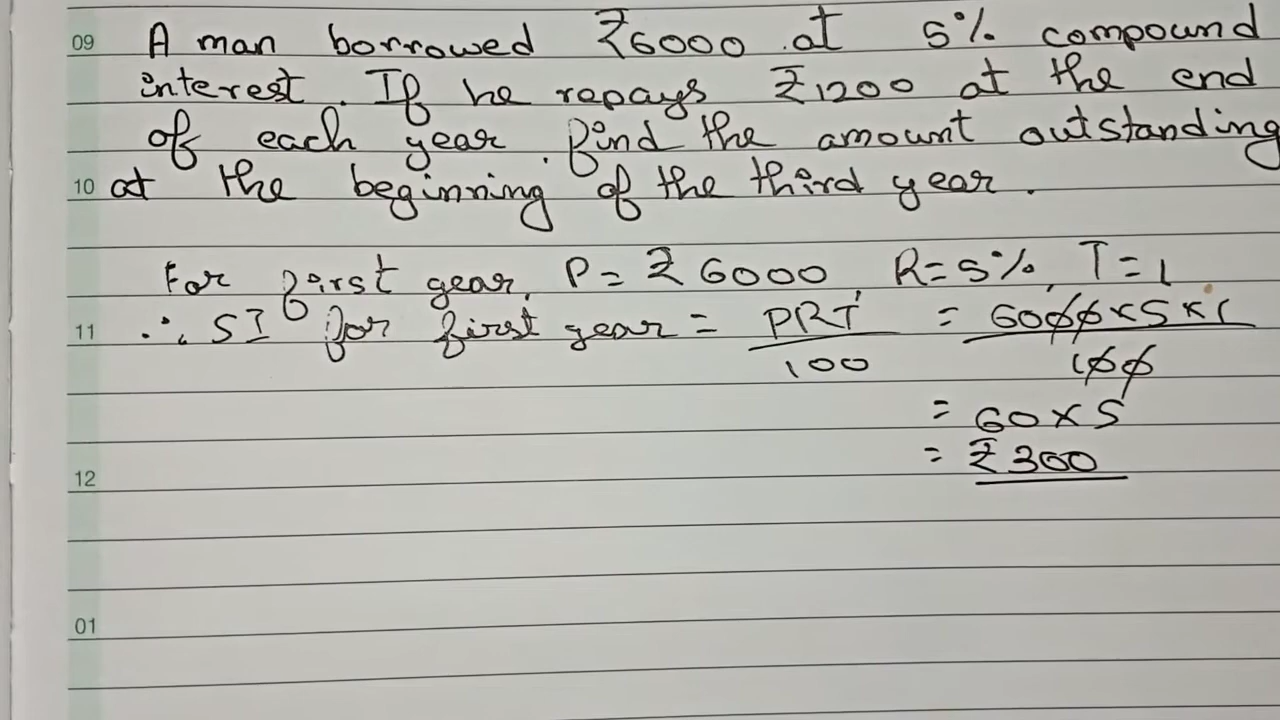 09 A man borrowed ₹6000 at 5% compound
interest. If he repays ₹1200 at the end
of each year. Find the amount outstanding
10 at the beginning of the third year.
For first year, P = ₹6000, R=5%, T=1
11 ∴ SI for first year = PRT/100 = 6000×5×1/100
= 60×5
= ₹300
12
01